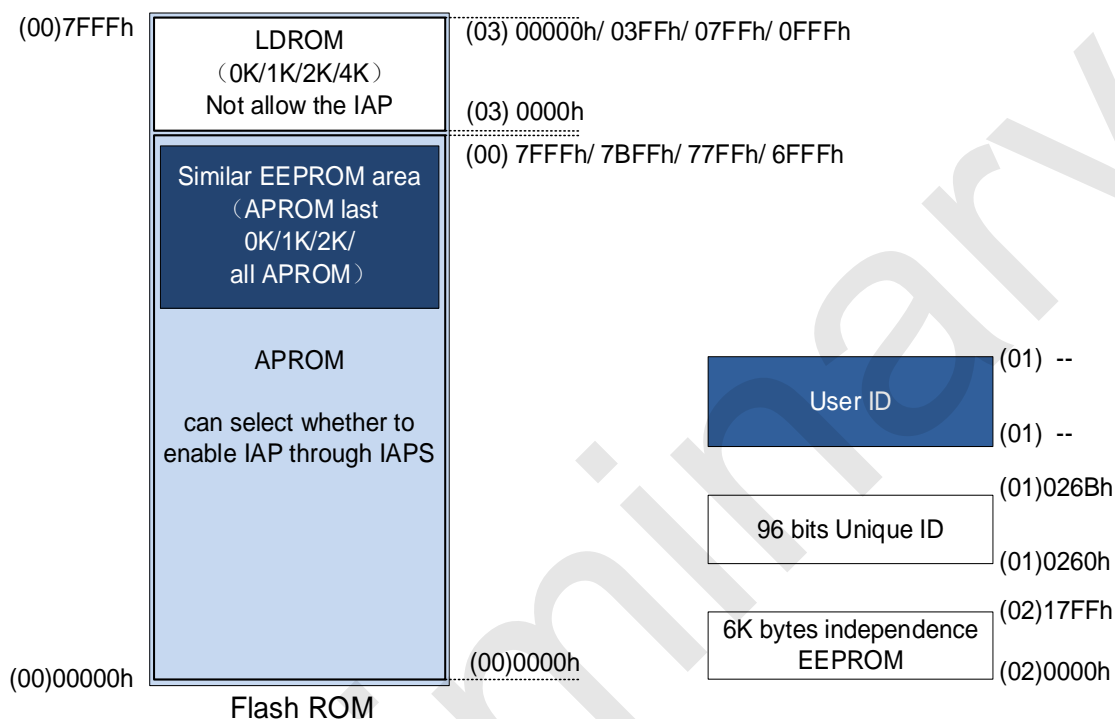 (00)7FFFh
LDROM
（0K/1K/2K/4K）
Not allow the IAP
(03) 00000h/ 03FFh/ 07FFh/ 0FFFh
(03) 0000h
(00) 7FFFh/ 7BFFh/ 77FFh/ 6FFFh
Similar EEPROM area
（APROM last
0K/1K/2K/
all APROM）
APROM
can select whether to
enable IAP through IAPS
(00)0000h
(00)00000h
Flash ROM
(01) --
User ID
(01) --
(01)026Bh
96 bits Unique ID
(01)0260h
(02)17FFh
6K bytes independence
EEPROM
(02)0000h
minary